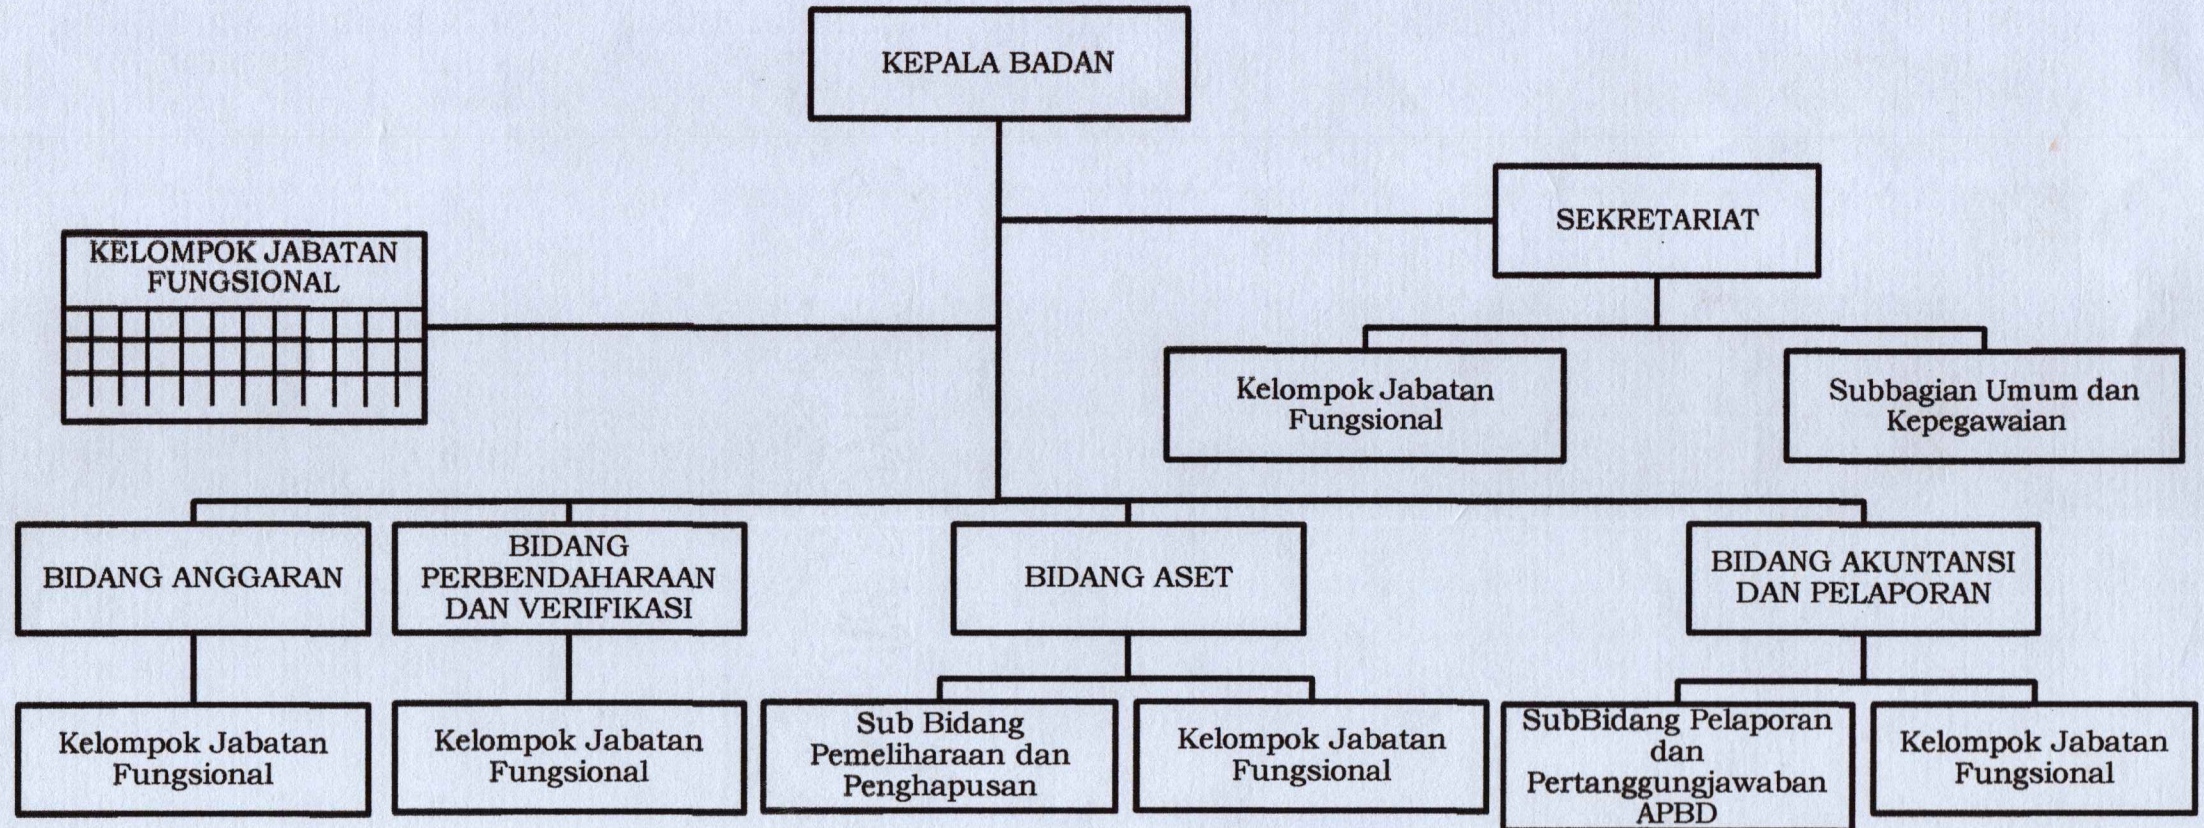 KEPALA BADAN
SEKRETARIAT
KELOMPOK JABATAN
FUNGSIONAL
Kelompok Jabatan
Fungsional
Subbagian Umum dan
Kepegawaian
BIDANG ANGGARAN
BIDANG
PERBENDAHARAAN
DAN VERIFIKASI
BIDANG ASET
BIDANG AKUNTANSI
DAN PELAPORAN
Kelompok Jabatan
Fungsional
Kelompok Jabatan
Fungsional
Sub Bidang
Pemeliharaan dan
Penghapusan
Kelompok Jabatan
Fungsional
SubBidang Pelaporan
dan
Pertanggungjawaban
APBD
Kelompok Jabatan
Fungsional